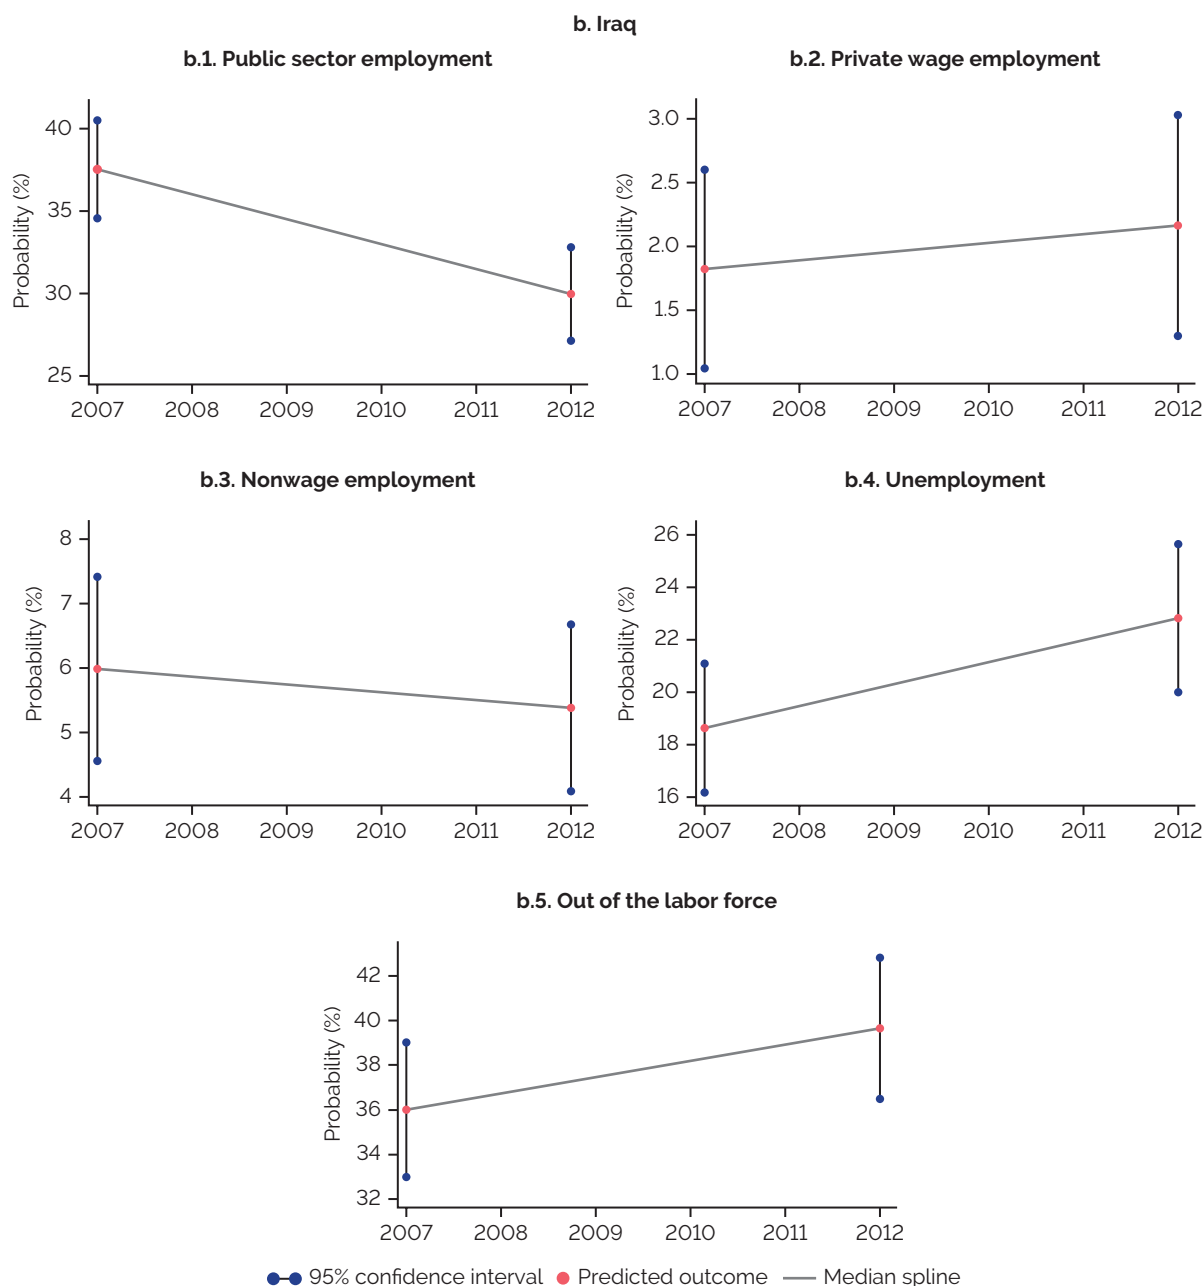 b. Iraq
b.1. Public sector employment
Probability (%)
40
35
30
25
2007 2008 2009 2010 2011 2012
b.2. Private wage employment
Probability (%)
3.0
2.5
2.0
1.5
1.0
2007 2008 2009 2010 2011 2012
b.3. Nonwage employment
Probability (%)
8
7
6
5
4
2007 2008 2009 2010 2011 2012
b.4. Unemployment
Probability (%)
26
24
22
20
18
16
2007 2008 2009 2010 2011 2012
b.5. Out of the labor force
Probability (%)
42
40
38
36
34
32
2007 2008 2009 2010 2011 2012
95% confidence interval Predicted outcome Median spline